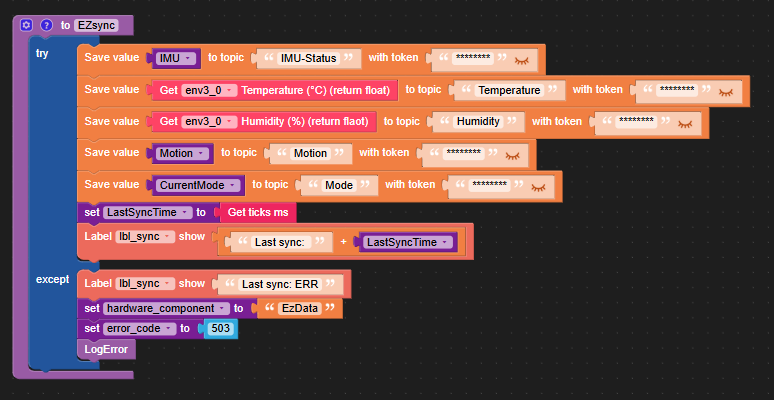 to EZsync
try
Save value IMU to topic “ IMU-Status ” with token “ ******** ”
Save value Get env3_0 Temperature (°C) (return float) to topic “ Temperature ” with token “ ******** ”
Save value Get env3_0 Humidity (%) (return flaot) to topic “ Humidity ” with token “ ******** ”
Save value Motion to topic “ Motion ” with token “ ******** ”
Save value CurrentMode to topic “ Mode ” with token “ ******** ”
set LastSyncTime to Get ticks ms
Label lbl_sync show “ Last sync: ” + LastSyncTime
except
Label lbl_sync show “ Last sync: ERR ”
set hardware_component to “ EzData ”
set error_code to 503
LogError